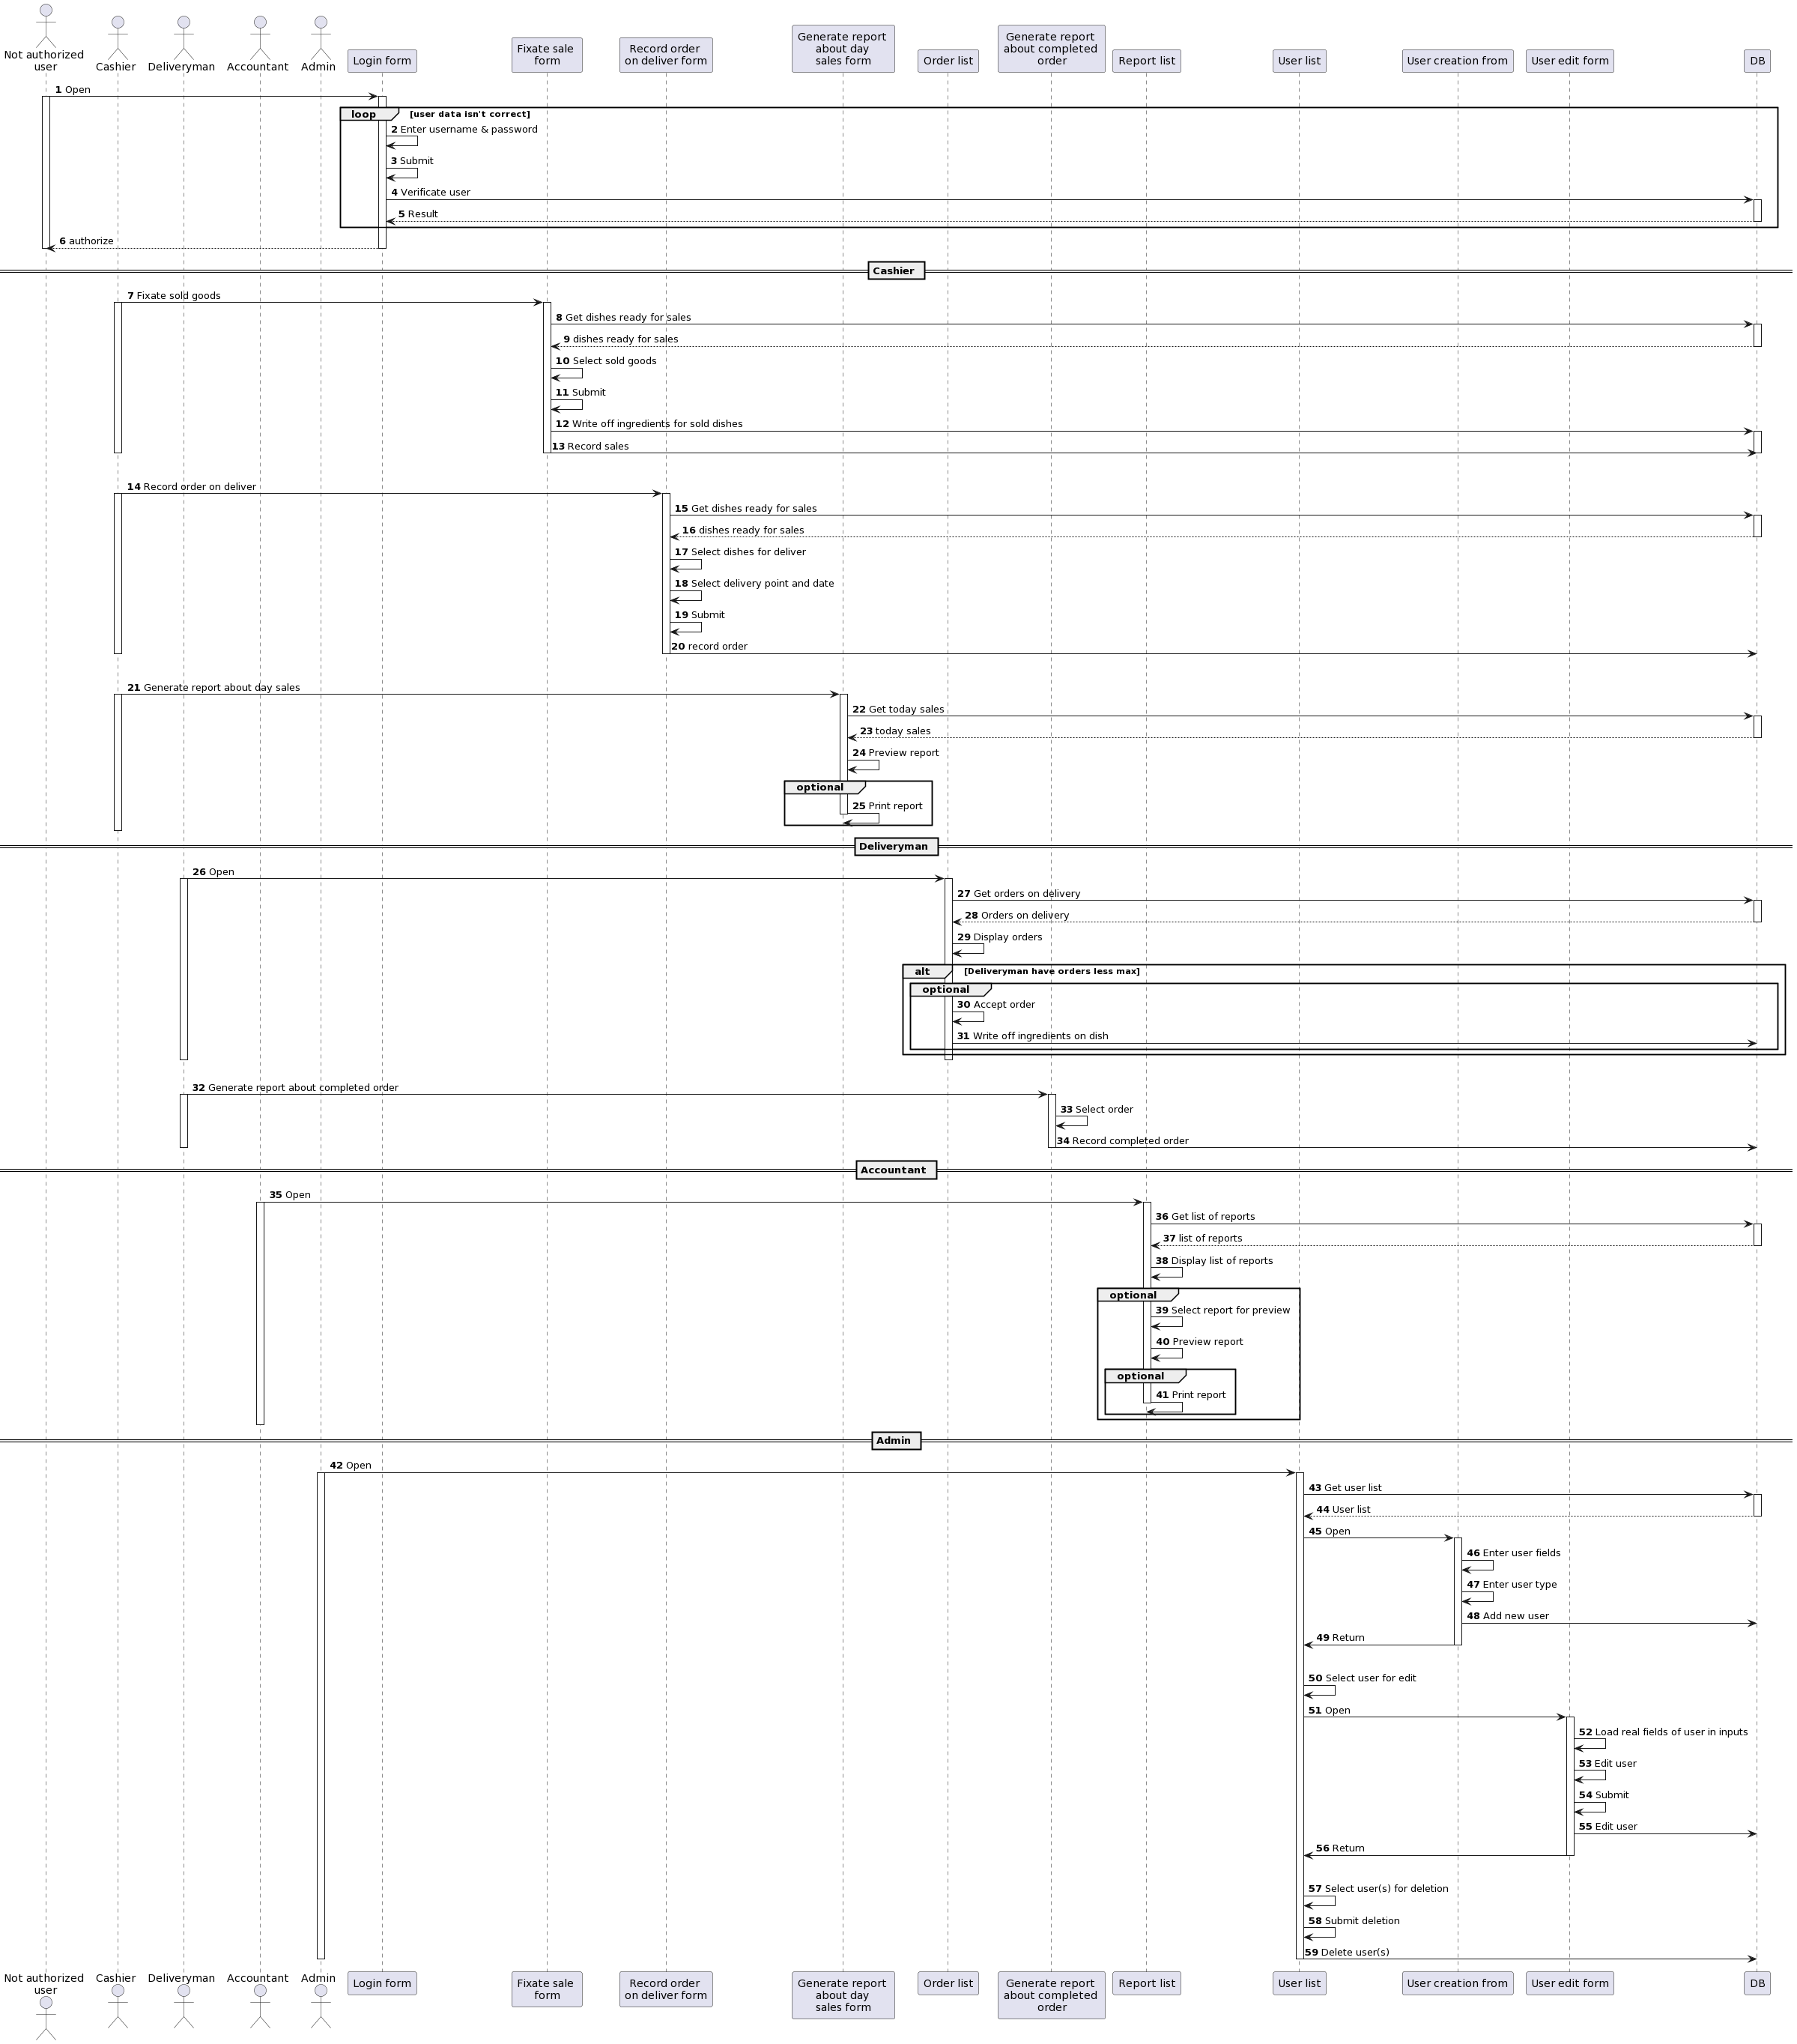 Not authorized
user
Cashier
Deliveryman
Accountant
Admin
Login form
Fixate sale
form
Record order
on deliver form
Generate report
about day
sales form
Order list
Generate report
about completed
order
Report list
User list
User creation from
User edit form
DB
1 Open
loop [user data isn't correct]
2 Enter username & password
3 Submit
4 Verificate user
5 Result
6 authorize
Cashier
7 Fixate sold goods
8 Get dishes ready for sales
9 dishes ready for sales
10 Select sold goods
11 Submit
12 Write off ingredients for sold dishes
13 Record sales
14 Record order on deliver
15 Get dishes ready for sales
16 dishes ready for sales
17 Select dishes for deliver
18 Select delivery point and date
19 Submit
20 record order
21 Generate report about day sales
22 Get today sales
23 today sales
24 Preview report
optional
25 Print report
Deliveryman
26 Open
27 Get orders on delivery
28 Orders on delivery
29 Display orders
alt [Deliveryman have orders less max]
optional
30 Accept order
31 Write off ingredients on dish
32 Generate report about completed order
33 Select order
34 Record completed order
Accountant
35 Open
36 Get list of reports
37 list of reports
38 Display list of reports
optional
39 Select report for preview
40 Preview report
optional
41 Print report
Admin
42 Open
43 Get user list
44 User list
45 Open
46 Enter user fields
47 Enter user type
48 Add new user
49 Return
50 Select user for edit
51 Open
52 Load real fields of user in inputs
53 Edit user
54 Submit
55 Edit user
56 Return
57 Select user(s) for deletion
58 Submit deletion
59 Delete user(s)
Not authorized
user
Cashier
Deliveryman
Accountant
Admin
Login form
Fixate sale
form
Record order
on deliver form
Generate report
about day
sales form
Order list
Generate report
about completed
order
Report list
User list
User creation from
User edit form
DB